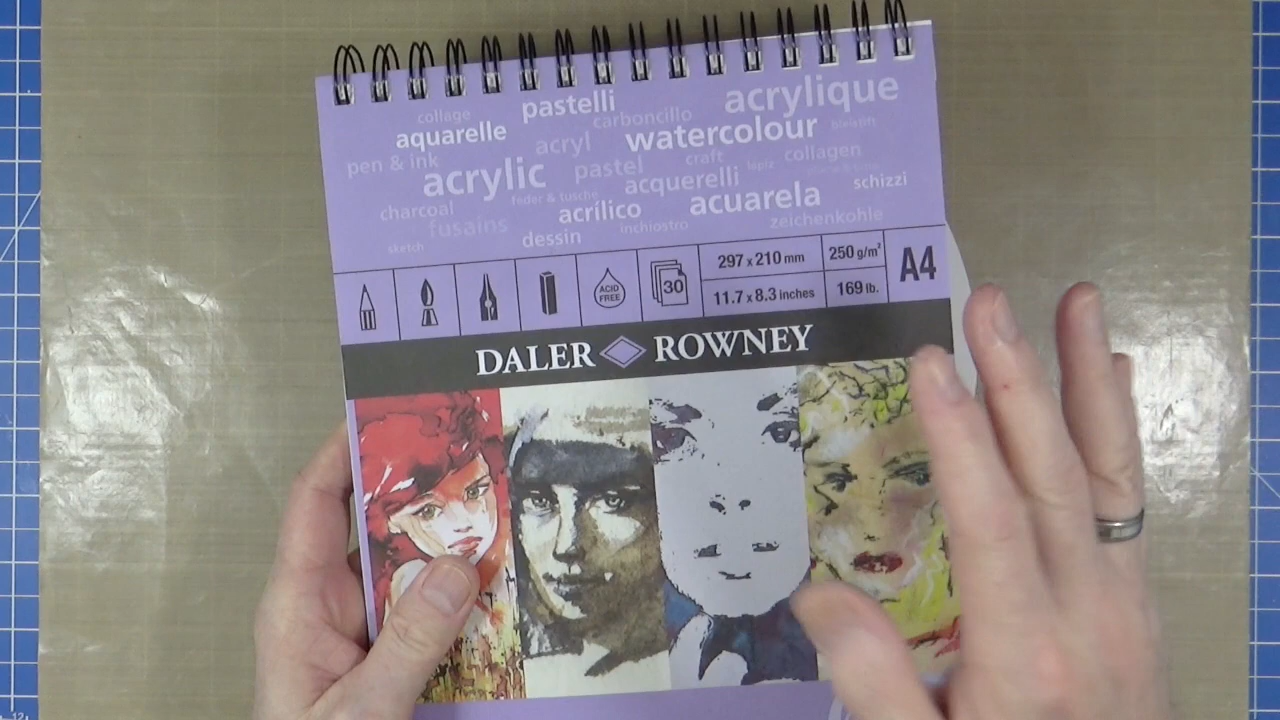 collage pastelli acrylique
aquarelle carboncillo
acryl watercolour bleistift
pen & ink craft collagen
acrylic pastel lápiz
feder & tusche acquerelli schizzi
charcoal acrílico acuarela
fusains inchiostro zeichenkohle
sketch dessin
297 x 210 mm 250 g/m² A4
ACID FREE 30 11.7 x 8.3 inches 169 lb.
DALER ROWNEY
12